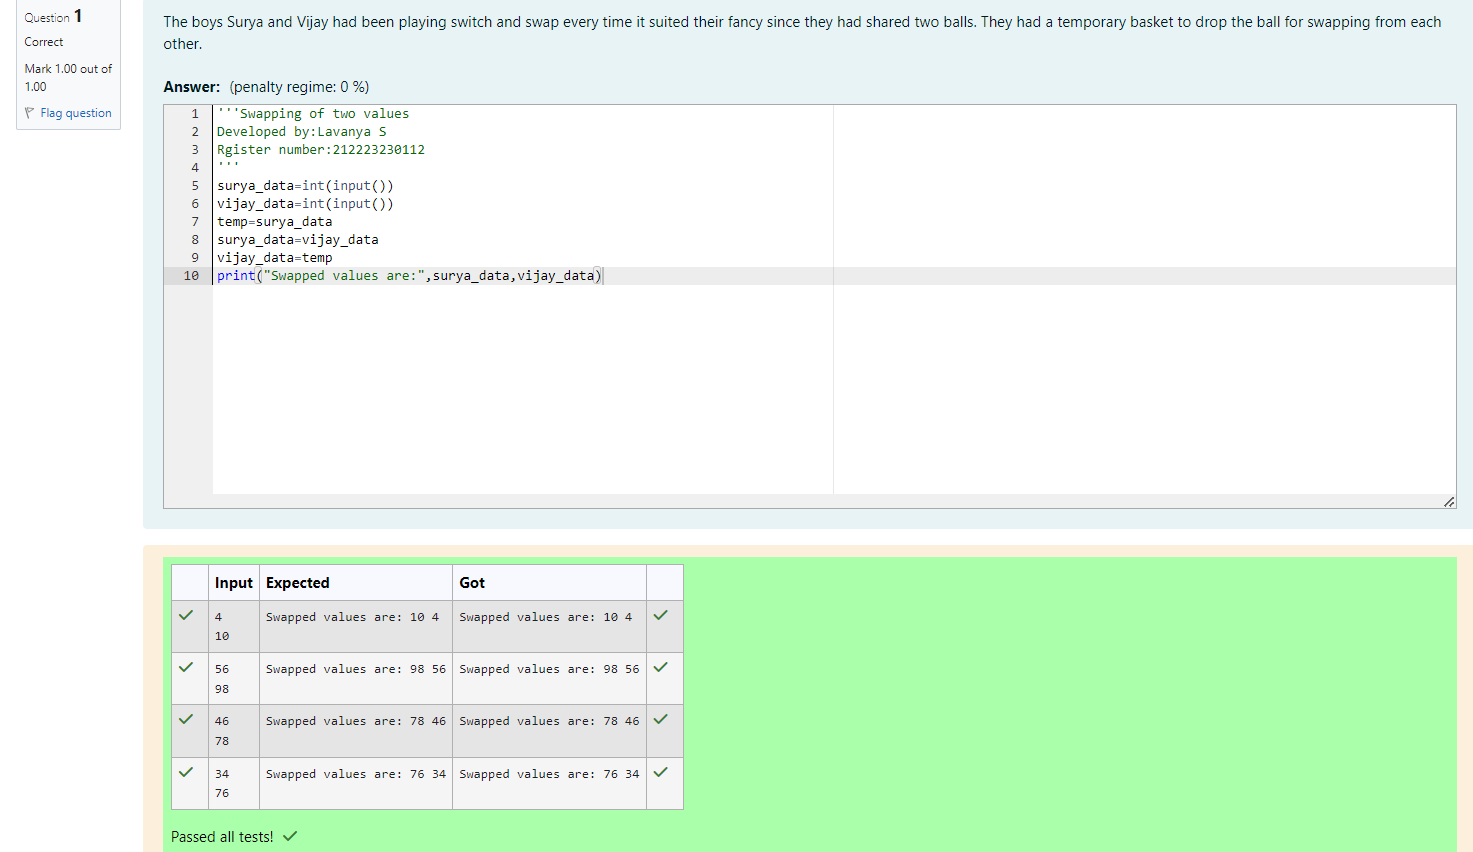 Question 1
Correct
Mark 1.00 out of
1.00
Flag question
The boys Surya and Vijay had been playing switch and swap every time it suited their fancy since they had shared two balls. They had a temporary basket to drop the ball for swapping from each
other.
Answer: (penalty regime: 0 %)
1 '''Swapping of two values
2 Developed by:Lavanya S
3 Rgister number:212223230112
4 '''
5 surya_data=int(input())
6 vijay_data=int(input())
7 temp=surya_data
8 surya_data=vijay_data
9 vijay_data=temp
10 print("Swapped values are:",surya_data,vijay_data)
Input Expected Got
4 Swapped values are: 10 4 Swapped values are: 10 4
10
56 Swapped values are: 98 56 Swapped values are: 98 56
98
46 Swapped values are: 78 46 Swapped values are: 78 46
78
34 Swapped values are: 76 34 Swapped values are: 76 34
76
Passed all tests!